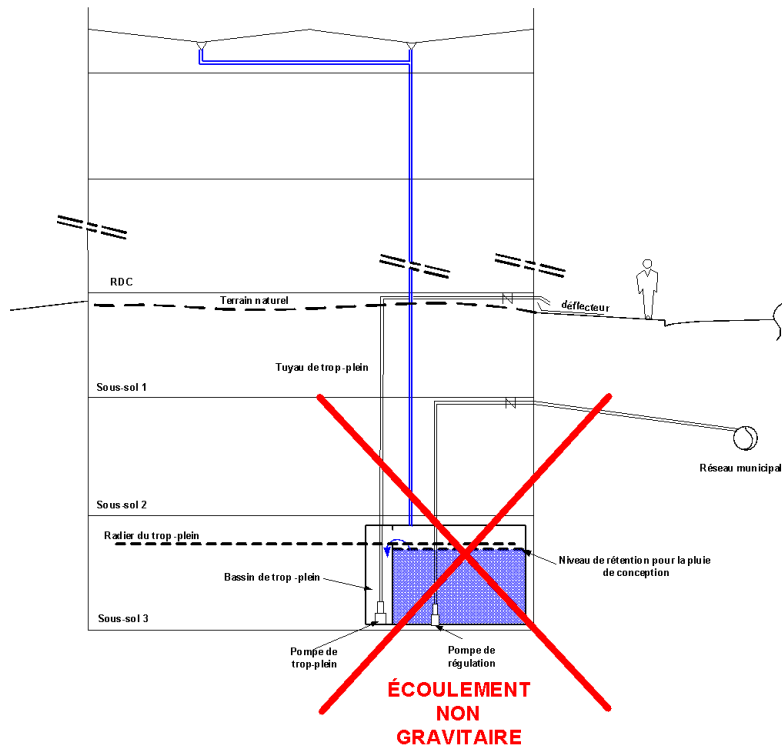 RDC
Terrain naturel
déflecteur
Tuyau de trop-plein
Sous-sol 1
Réseau municipal
Sous-sol 2
Radier du trop-plein
Niveau de rétention pour la pluie
de conception
Bassin de trop-plein
Sous-sol 3
Pompe de
trop-plein
Pompe de
régulation
ÉCOULEMENT
NON
GRAVITAIRE